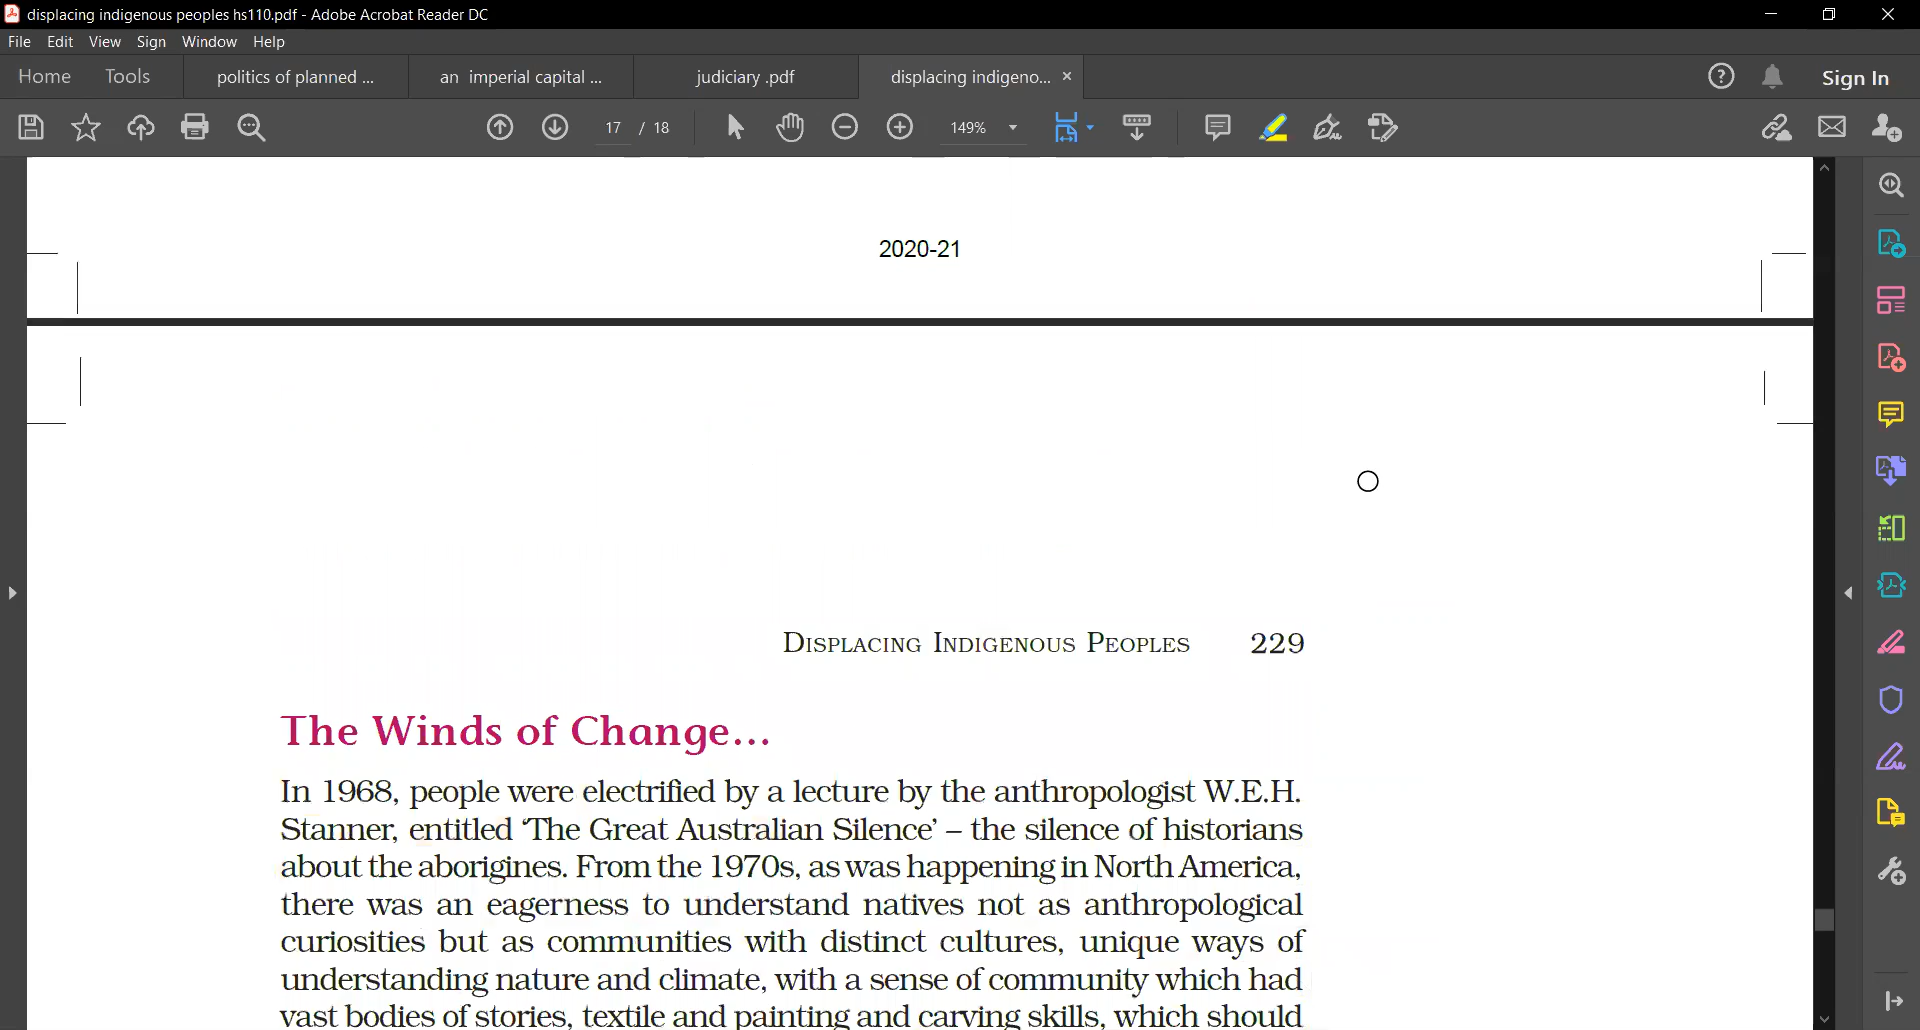 displacing indigenous peoples hs110.pdf - Adobe Acrobat Reader DC
File Edit View Sign Window Help
Home Tools politics of planned ... an imperial capital ... judiciary .pdf displacing indigeno... × Sign In
17 / 18 149%
2020-21
DISPLACING INDIGENOUS PEOPLES 229
The Winds of Change...
In 1968, people were electrified by a lecture by the anthropologist W.E.H.
Stanner, entitled ‘The Great Australian Silence’ – the silence of historians
about the aborigines. From the 1970s, as was happening in North America,
there was an eagerness to understand natives not as anthropological
curiosities but as communities with distinct cultures, unique ways of
understanding nature and climate, with a sense of community which had
vast bodies of stories, textile and painting and carving skills, which should